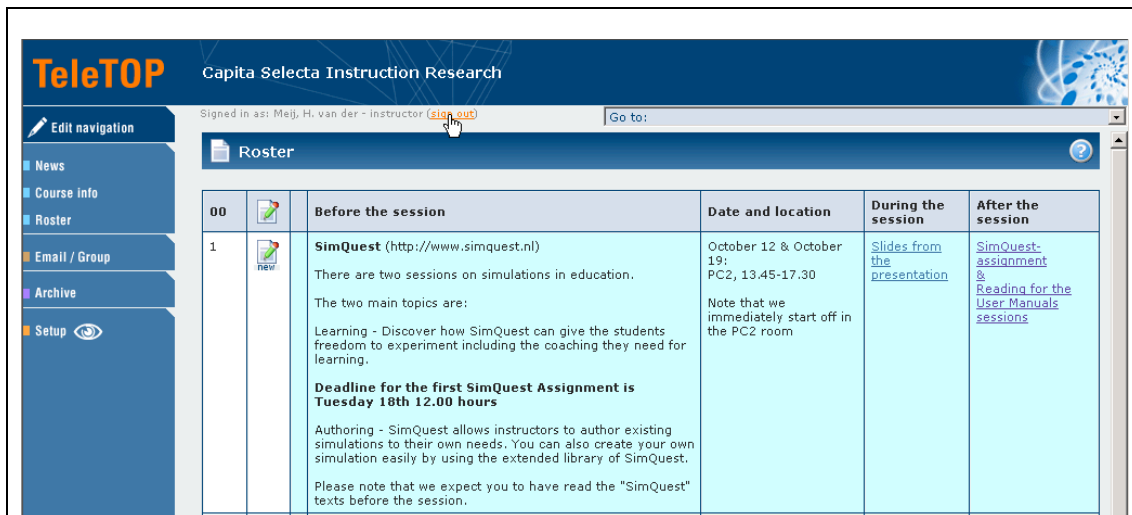 TeleTOP
Capita Selecta Instruction Research
Signed in as: Meij, H. van der - instructor (sign out)
Go to:
Edit navigation
News
Course info
Roster
Email / Group
Archive
Setup
Roster
?
00
Before the session
Date and location
During the
session
After the
session
1
new
SimQuest (http://www.simquest.nl)
There are two sessions on simulations in education.
The two main topics are:
Learning - Discover how SimQuest can give the students
freedom to experiment including the coaching they need for
learning.
Deadline for the first SimQuest Assignment is
Tuesday 18th 12.00 hours
Authoring - SimQuest allows instructors to author existing
simulations to their own needs. You can also create your own
simulation easily by using the extended library of SimQuest.
Please note that we expect you to have read the "SimQuest"
texts before the session.
October 12 & October
19:
PC2, 13.45-17.30
Note that we
immediately start off in
the PC2 room
Slides from
the
presentation
SimQuest-
assignment
&
Reading for the
User Manuals
sessions